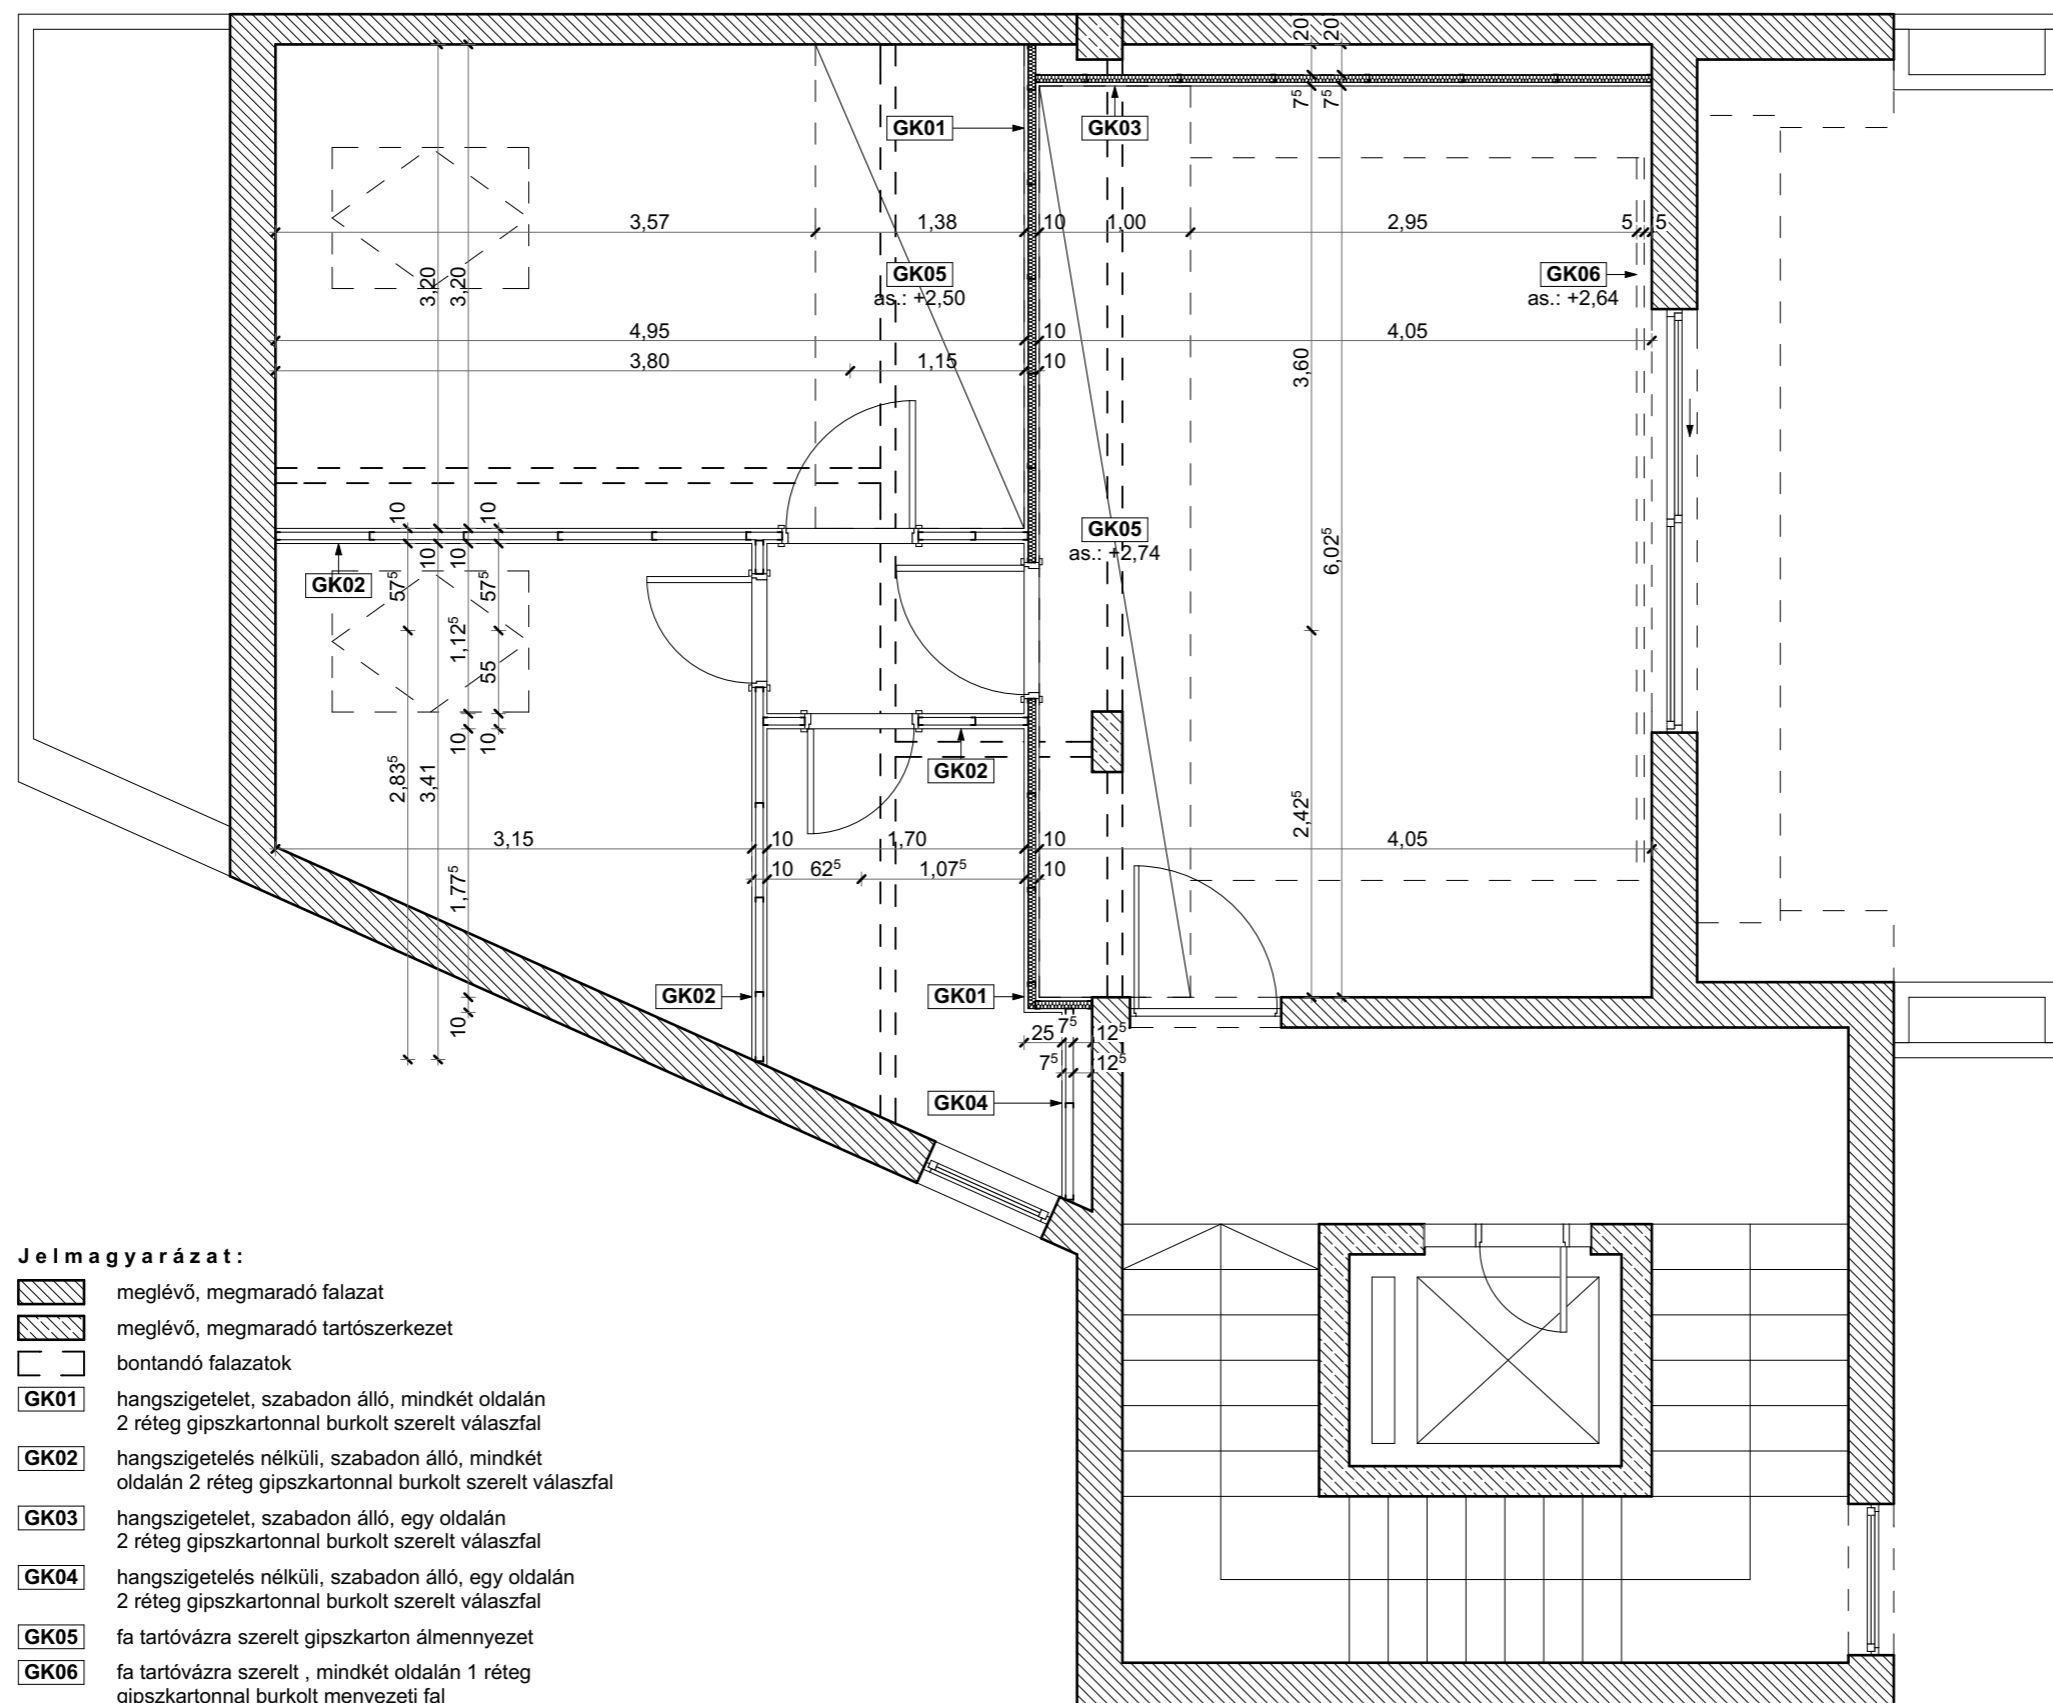 20
20
7⁵
7⁵
GK01
GK03
3,57
1,38
10
1,00
2,95
5
5
GK05
as.: +2,50
GK06
as.: +2,64
3,20
3,20
4,95
10
4,05
3,80
1,15
10
3,60
10
10
GK05
as.: +2,74
6,02⁵
10
10
GK02
57⁵
57⁵
1,12⁵
55
10
10
GK02
2,83⁵
3,41
2,42⁵
3,15
10
1,70
10
4,05
10
62⁵
1,07⁵
10
1,77⁵
GK02
GK01
10
25
7⁵
12⁵
7⁵
12⁵
GK04
Jelmagyarázat:
meglévő, megmaradó falazat
meglévő, megmaradó tartószerkezet
bontandó falazatok
GK01 hangszigetelet, szabadon álló, mindkét oldalán
2 réteg gipszkartonnal burkolt szerelt válaszfal
GK02 hangszigetelés nélküli, szabadon álló, mindkét
oldalán 2 réteg gipszkartonnal burkolt szerelt válaszfal
GK03 hangszigetelet, szabadon álló, egy oldalán
2 réteg gipszkartonnal burkolt szerelt válaszfal
GK04 hangszigetelés nélküli, szabadon álló, egy oldalán
2 réteg gipszkartonnal burkolt szerelt válaszfal
GK05 fa tartóvázra szerelt gipszkarton álmennyezet
GK06 fa tartóvázra szerelt , mindkét oldalán 1 réteg
gipszkartonnal burkolt menyezeti fal